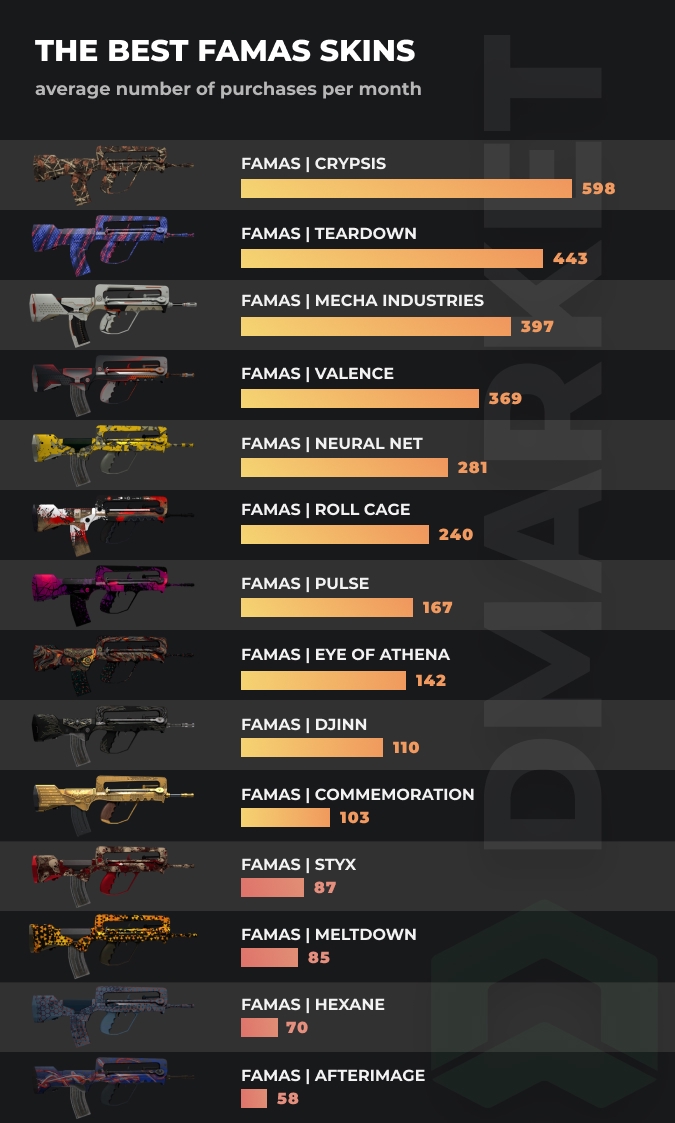 THE BEST FAMAS SKINS
average number of purchases per month
FAMAS | CRYPSIS
598
FAMAS | TEARDOWN
443
FAMAS | MECHA INDUSTRIES
397
FAMAS | VALENCE
369
FAMAS | NEURAL NET
281
FAMAS | ROLL CAGE
240
FAMAS | PULSE
167
FAMAS | EYE OF ATHENA
142
FAMAS | DJINN
110
FAMAS | COMMEMORATION
103
FAMAS | STYX
87
FAMAS | MELTDOWN
85
FAMAS | HEXANE
70
FAMAS | AFTERIMAGE
58
DMARKET